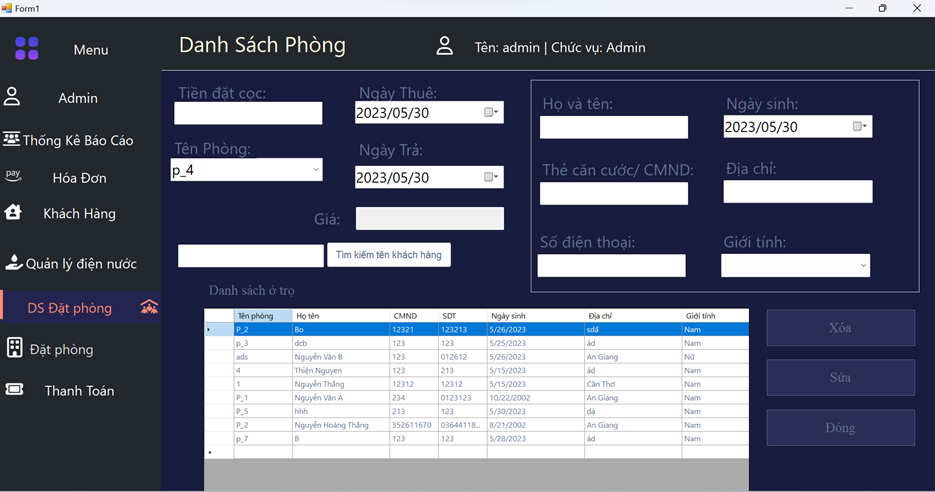 Form1
Menu
Danh Sách Phòng
Tên: admin | Chức vụ: Admin
Admin
Thống Kê Báo Cáo
pay
Hóa Đơn
Khách Hàng
Quản lý điện nước
DS Đặt phòng
Đặt phòng
Thanh Toán
Tiền đặt cọc:
Ngày Thuê:
2023/05/30
Tên Phòng:
p_4
Ngày Trả:
2023/05/30
Giá:
Tìm kiếm tên khách hàng
Họ và tên:
Ngày sinh:
2023/05/30
Thẻ căn cước/ CMND:
Địa chỉ:
Số điện thoại:
Giới tính:
Danh sách ở trọ
Tên phòng Họ tên CMND SDT Ngày sinh Địa chỉ Giới tính
P_2 Bo 12321 123213 5/26/2023 sdấ Nam
p_3 dcb 123 123 5/25/2023 ád Nam
ads Nguyễn Văn B 123 012612 5/26/2023 An Giang Nữ
4 Thiện Nguyen 123 213 5/15/2023 ád Nam
1 Nguyễn Thắng 12312 12312 5/15/2023 Cần Thơ Nam
P_1 Nguyễn Văn A 234 0123123 10/22/2002 An Giang Nam
P_5 hhh 213 123 5/30/2023 dá Nam
P_2 Nguyễn Hoàng Thắng 352611670 03644118... 8/21/2002 An Giang Nam
p_7 B 123 123 5/28/2023 ád Nam
Xóa
Sửa
Đóng